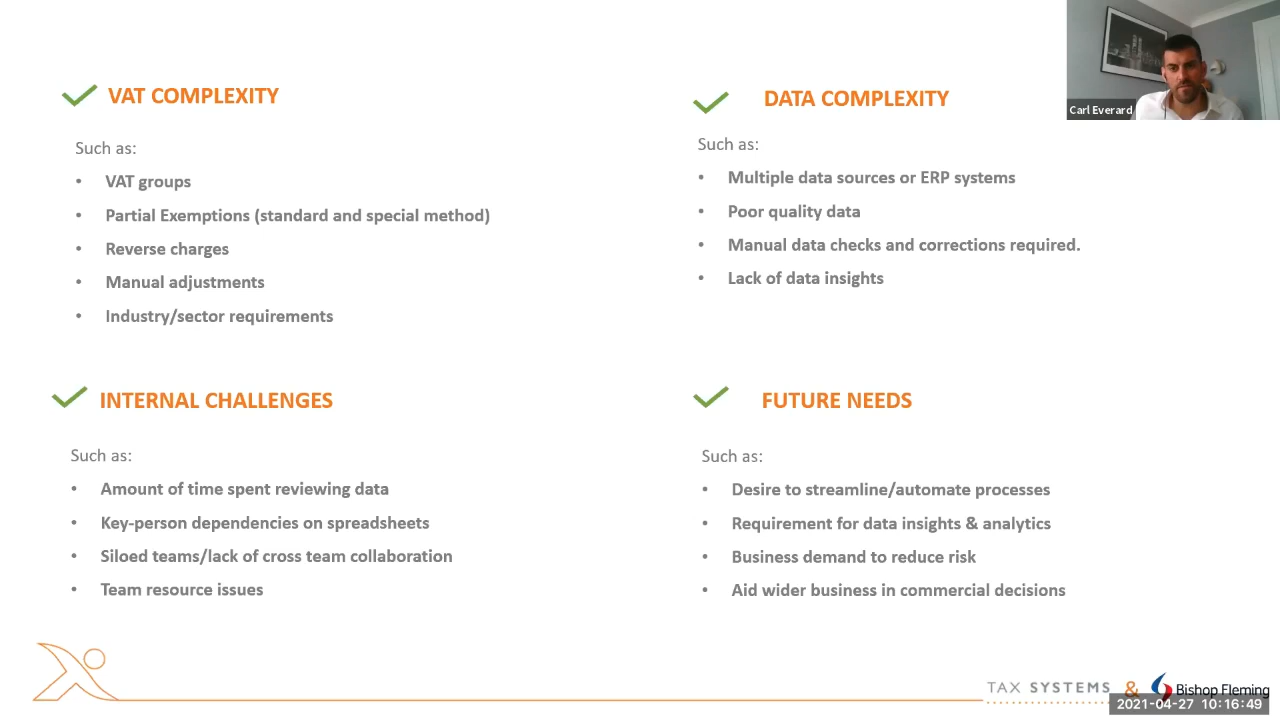 VAT COMPLEXITY
Such as:
• VAT groups
• Partial Exemptions (standard and special method)
• Reverse charges
• Manual adjustments
• Industry/sector requirements
DATA COMPLEXITY
Such as:
• Multiple data sources or ERP systems
• Poor quality data
• Manual data checks and corrections required.
• Lack of data insights
Carl Everard
INTERNAL CHALLENGES
Such as:
• Amount of time spent reviewing data
• Key-person dependencies on spreadsheets
• Siloed teams/lack of cross team collaboration
• Team resource issues
FUTURE NEEDS
Such as:
• Desire to streamline/automate processes
• Requirement for data insights & analytics
• Business demand to reduce risk
• Aid wider business in commercial decisions
TAX SYSTEMS & Bishop Fleming
2021-04-27 10:16:49